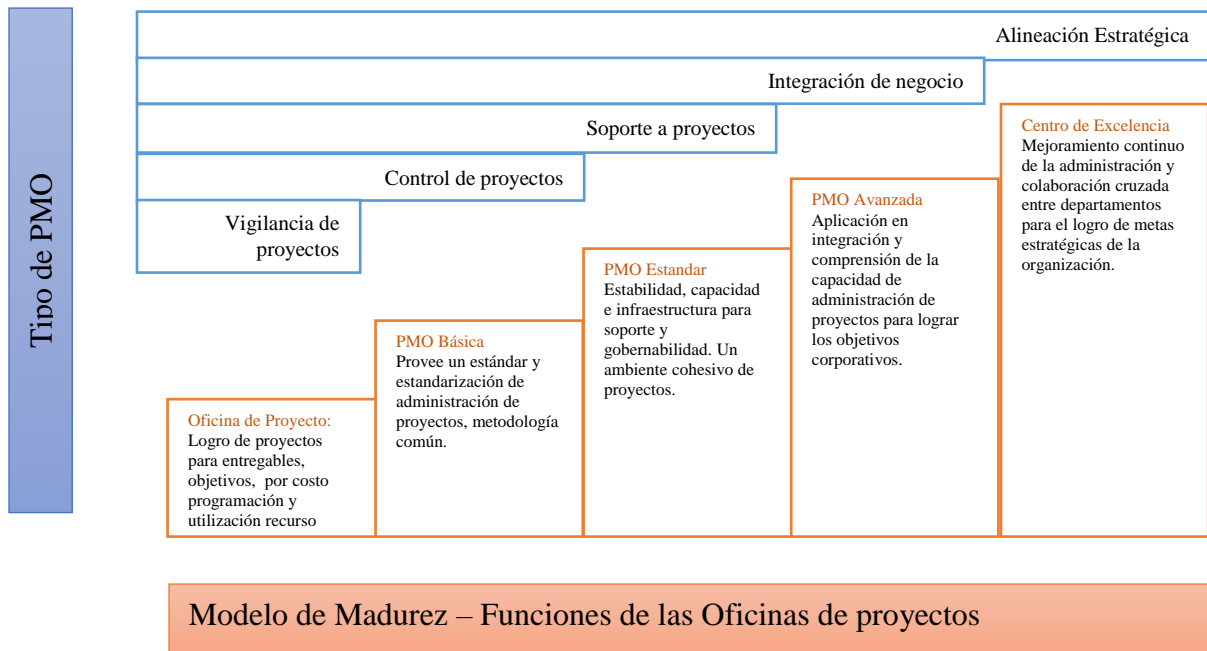 Tipo de PMO
Alineación Estratégica
Integración de negocio
Soporte a proyectos
Control de proyectos
Vigilancia de
proyectos
Oficina de Proyecto:
Logro de proyectos
para entregables,
objetivos, por costo
programación y
utilización recurso
PMO Básica
Provee un estándar y
estandarización de
administración de
proyectos, metodología
común.
PMO Estandar
Estabilidad, capacidad
e infraestructura para
soporte y
gobernabilidad. Un
ambiente cohesivo de
proyectos.
PMO Avanzada
Aplicación en
integración y
comprensión de la
capacidad de
administración de
proyectos para lograr
los objetivos
corporativos.
Centro de Excelencia
Mejoramiento continuo
de la administración y
colaboración cruzada
entre departamentos
para el logro de metas
estratégicas de la
organización.
Modelo de Madurez – Funciones de las Oficinas de proyectos